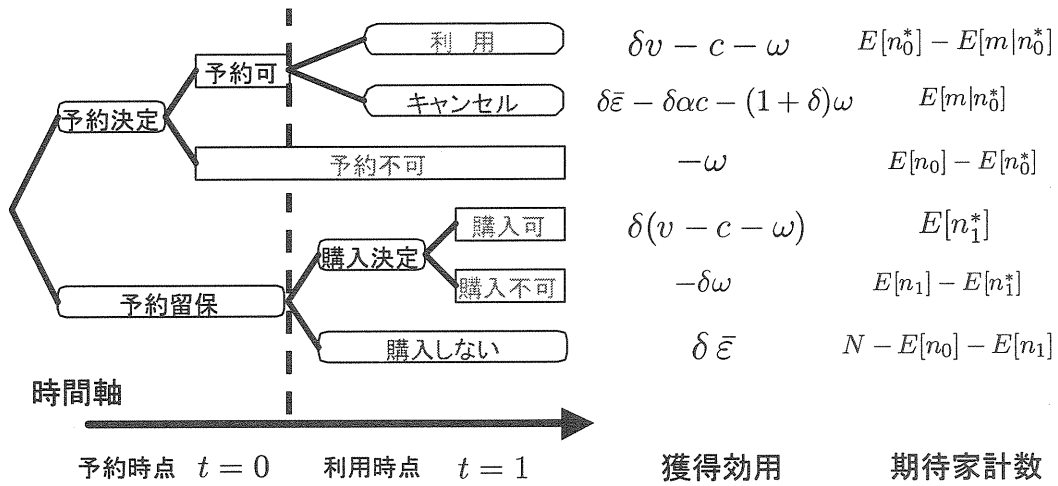 利 用 δv − c − ω E[n₀*] − E[m|n₀*]
予約可
キャンセル δε̄ − δαc − (1 + δ)ω E[m|n₀*]
予約決定
予約不可 −ω E[n₀] − E[n₀*]
購入可 δ(v − c − ω) E[n₁*]
購入決定
購入不可 −δω E[n₁] − E[n₁*]
予約留保
購入しない δ ε̄ N − E[n₀] − E[n₁]
時間軸
予約時点 t = 0 利用時点 t = 1 獲得効用 期待家計数